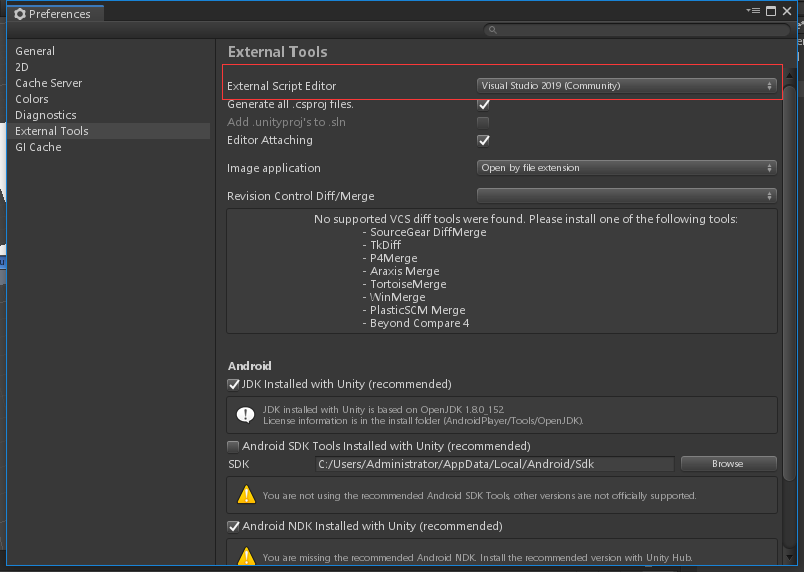 Preferences
General
2D
Cache Server
Colors
Diagnostics
External Tools
GI Cache
External Tools
External Script Editor
Visual Studio 2019 (Community)
Generate all .csproj files.
Add .unityproj's to .sln
Editor Attaching
Image application
Open by file extension
Revision Control Diff/Merge
No supported VCS diff tools were found. Please install one of the following tools:
- SourceGear DiffMerge
- TkDiff
- P4Merge
- Araxis Merge
- TortoiseMerge
- WinMerge
- PlasticSCM Merge
- Beyond Compare 4
Android
JDK Installed with Unity (recommended)
JDK installed with Unity is based on OpenJDK 1.8.0_152.
License information is in the install folder (AndroidPlayer/Tools/OpenJDK).
Android SDK Tools Installed with Unity (recommended)
SDK
C:/Users/Administrator/AppData/Local/Android/Sdk
Browse
You are not using the recommended Android SDK Tools, other versions are not officially supported.
Android NDK Installed with Unity (recommended)
You are missing the recommended Android NDK. Install the recommended version with Unity Hub.